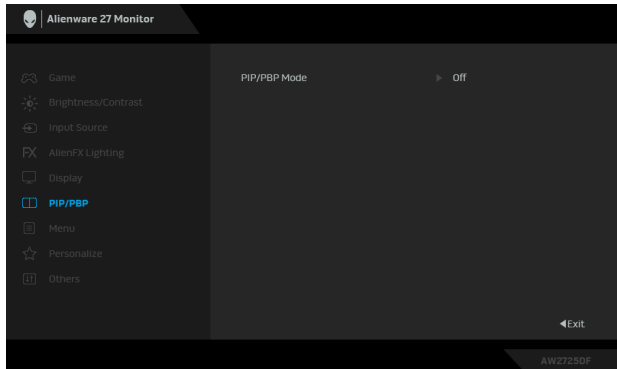 Alienware 27 Monitor
Game
PIP/PBP Mode
Off
Brightness/Contrast
Input Source
FX AlienFX Lighting
Display
PIP/PBP
Menu
Personalize
Others
Exit
AW2725DF